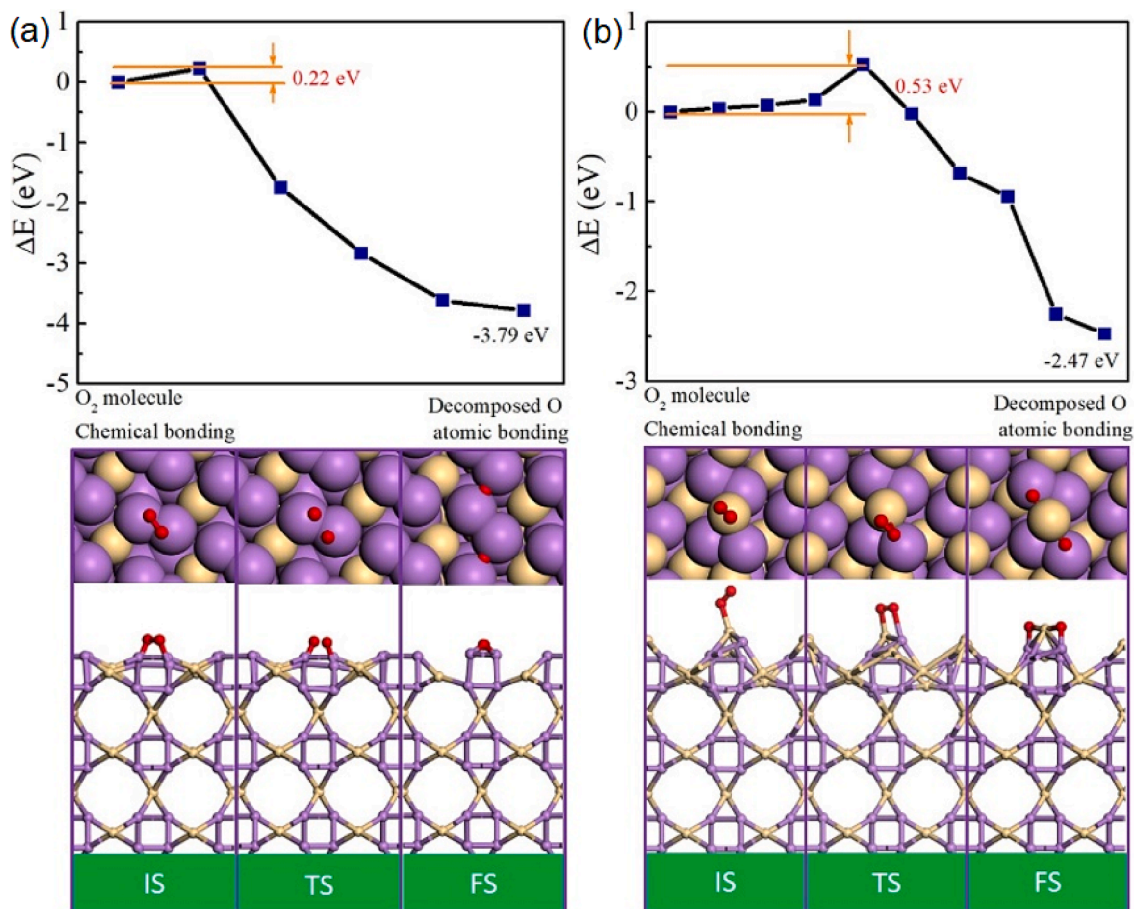 (a)
1
0
-1
-2
-3
-4
-5
ΔE (eV)
0.22 eV
-3.79 eV
O₂ molecule
Chemical bonding
Decomposed O
atomic bonding
IS
TS
FS
(b)
1
0
-1
-2
-3
ΔE (eV)
0.53 eV
-2.47 eV
O₂ molecule
Chemical bonding
Decomposed O
atomic bonding
IS
TS
FS